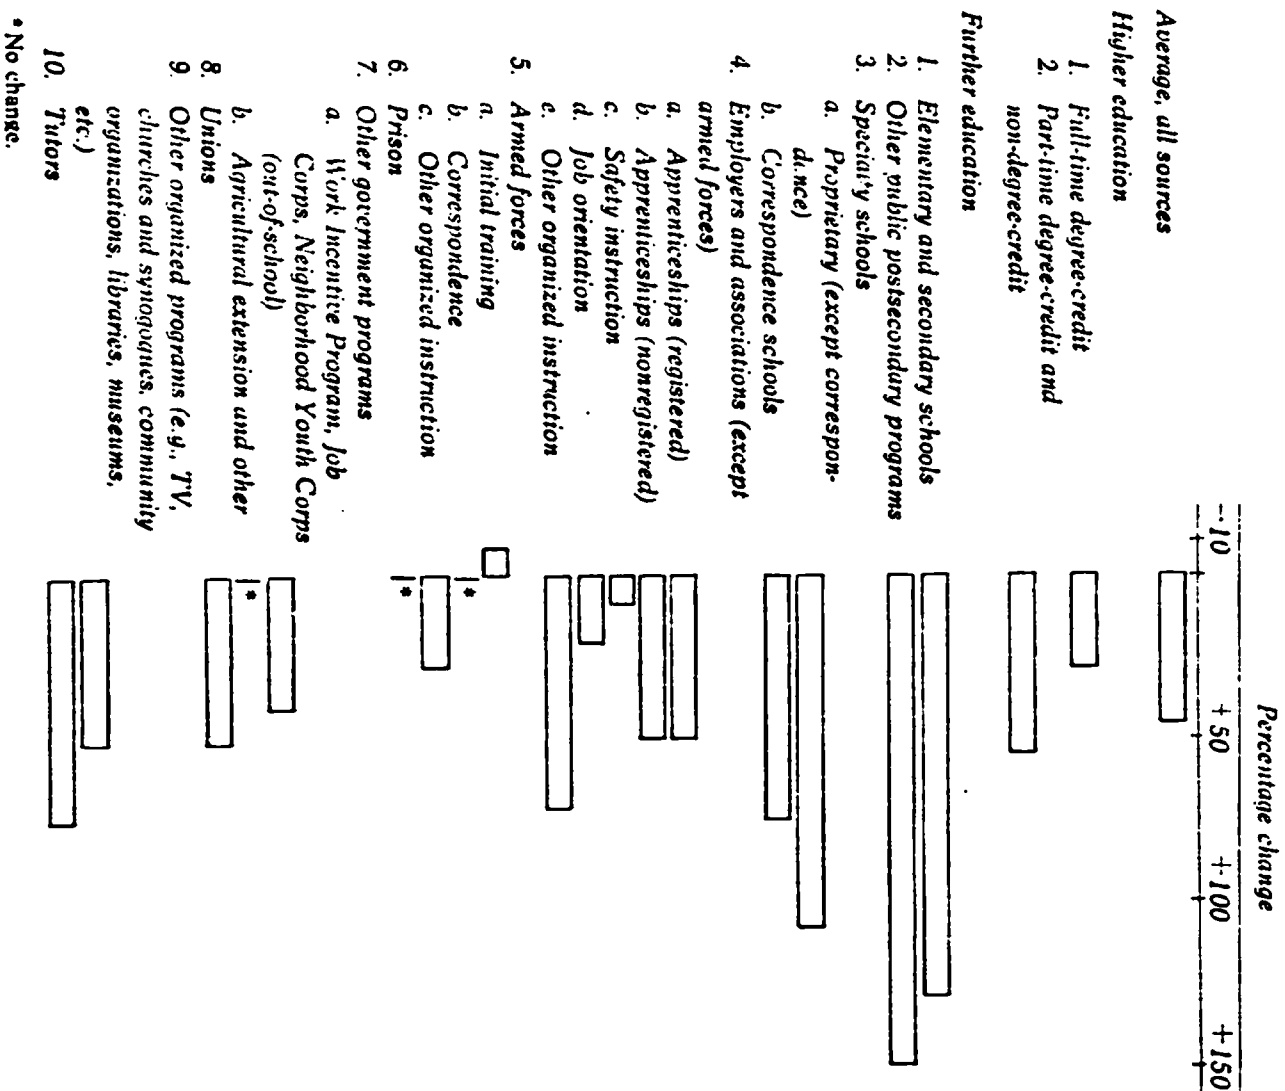 Percentage change
-10 +50 +100 +150
Average, all sources
Higher education
1. Full-time degree-credit
2. Part-time degree-credit and
non-degree-credit
Further education
1. Elementary and secondary schools
2. Other public postsecondary programs
3. Specialty schools
a. Proprietary (except correspon-
dence)
b. Correspondence schools
4. Employers and associations (except
armed forces)
a. Apprenticeships (registered)
b. Apprenticeships (nonregistered)
c. Safety instruction
d. Job orientation
e. Other organized instruction
5. Armed forces
a. Initial training
b. Correspondence *
c. Other organized instruction
6. Prison *
7. Other government programs
a. Work Incentive Program, Job
Corps, Neighborhood Youth Corps
(out-of-school)
b. Agricultural extension and other *
8. Unions
9. Other organized programs (e.g., TV,
churches and synogogues, community
organizations, libraries, museums,
etc.)
10. Tutors
* No change.